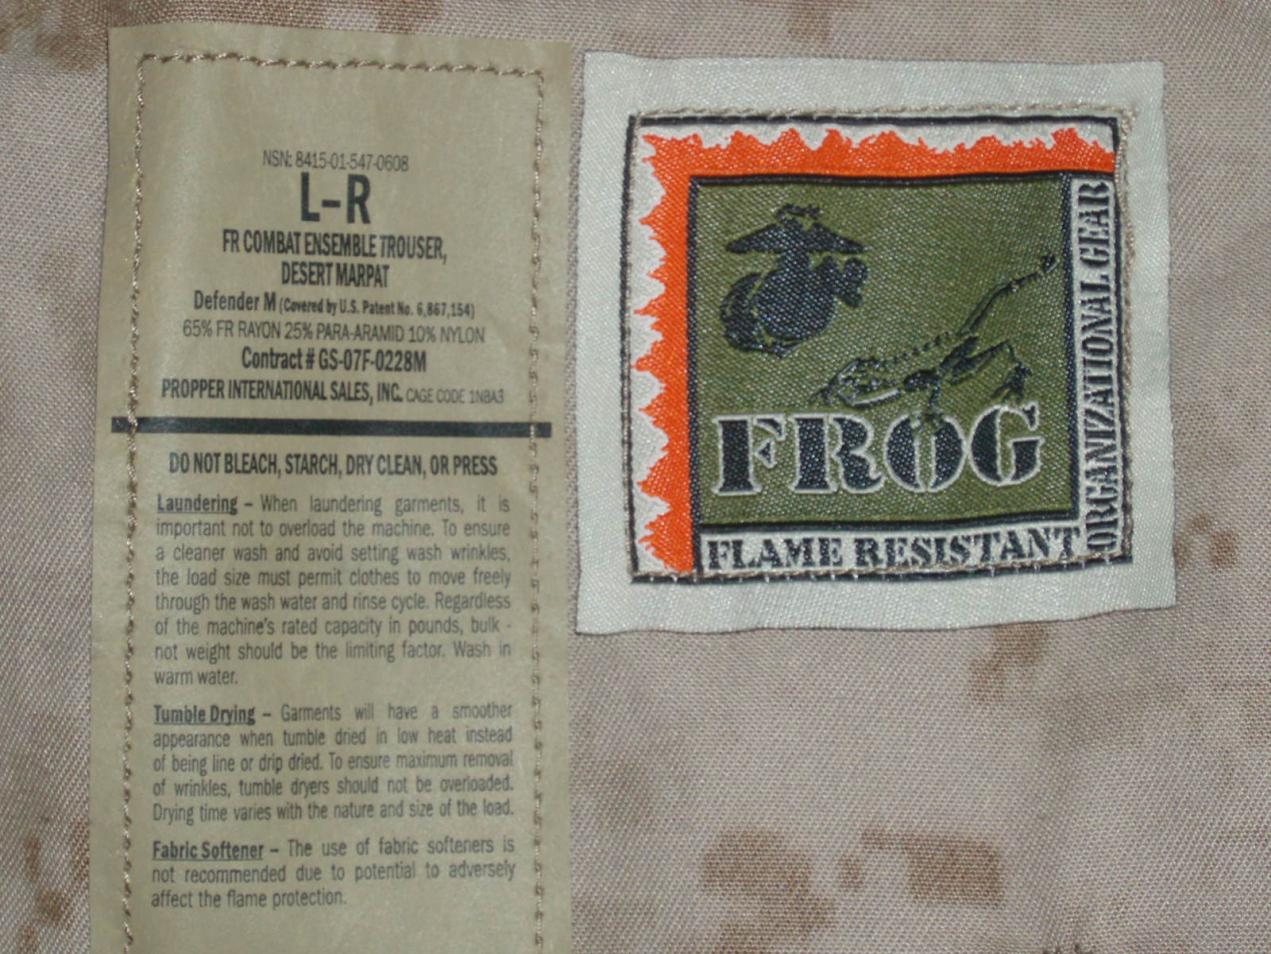 NSN: 8415-01-547-0608
L-R
FR COMBAT ENSEMBLE TROUSER,
DESERT MARPAT
Defender M (Covered by U.S. Patent No. 6,867,154)
65% FR RAYON 25% PARA-ARAMID 10% NYLON
Contract # GS-07F-0228M
PROPPER INTERNATIONAL SALES, INC. CAGE CODE 1N8A3
DO NOT BLEACH, STARCH, DRY CLEAN, OR PRESS
Laundering – When laundering garments, it is
important not to overload the machine. To ensure
a cleaner wash and avoid setting wash wrinkles,
the load size must permit clothes to move freely
through the wash water and rinse cycle. Regardless
of the machine's rated capacity in pounds, bulk -
not weight should be the limiting factor. Wash in
warm water.
Tumble Drying – Garments will have a smoother
appearance when tumble dried in low heat instead
of being line or drip dried. To ensure maximum removal
of wrinkles, tumble dryers should not be overloaded.
Drying time varies with the nature and size of the load.
Fabric Softener – The use of fabric softeners is
not recommended due to potential to adversely
affect the flame protection.
FROG
FLAME RESISTANT
ORGANIZATIONAL GEAR